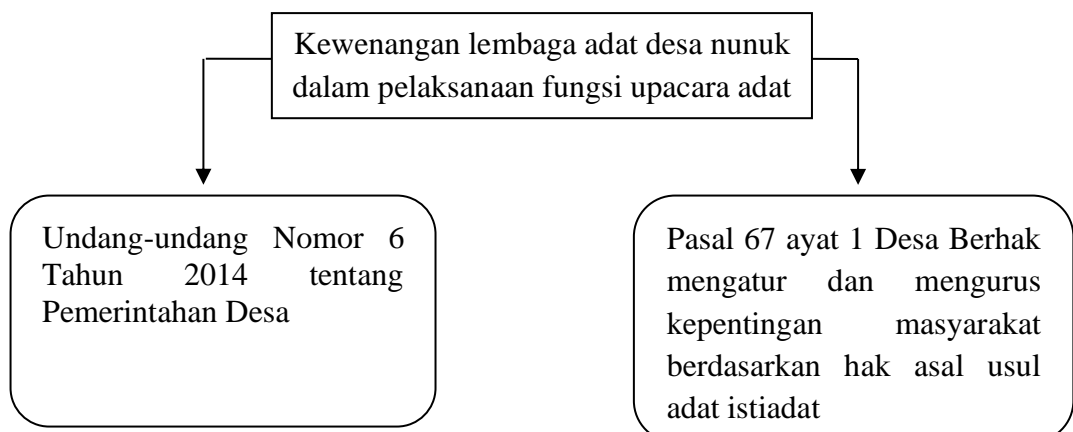 Kewenangan lembaga adat desa nunuk
dalam pelaksanaan fungsi upacara adat
Undang-undang Nomor 6
Tahun 2014 tentang
Pemerintahan Desa
Pasal 67 ayat 1 Desa Berhak
mengatur dan mengurus
kepentingan masyarakat
berdasarkan hak asal usul
adat istiadat